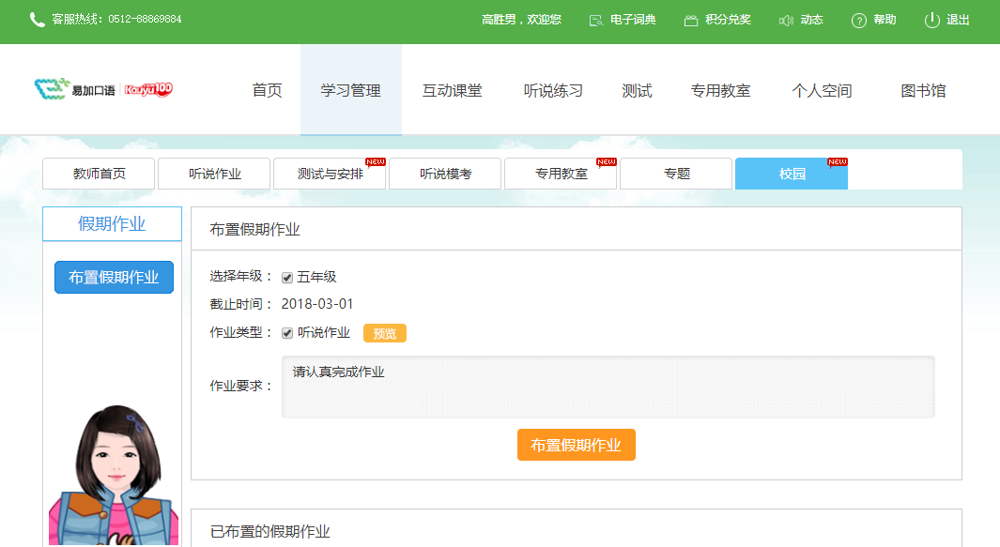 客服热线：0512-88869884 高胜男，欢迎您 电子词典 积分兑奖 动态 帮助 退出
易加口语 Kouyu100 首页 学习管理 互动课堂 听说练习 测试 专用教室 个人空间 图书馆
教师首页 听说作业 测试与安排 NEW 听说模考 专用教室 NEW 专题 校园 NEW
假期作业
布置假期作业
布置假期作业
选择年级： 五年级
截止时间： 2018-03-01
作业类型： 听说作业 预览
作业要求： 请认真完成作业
布置假期作业
已布置的假期作业